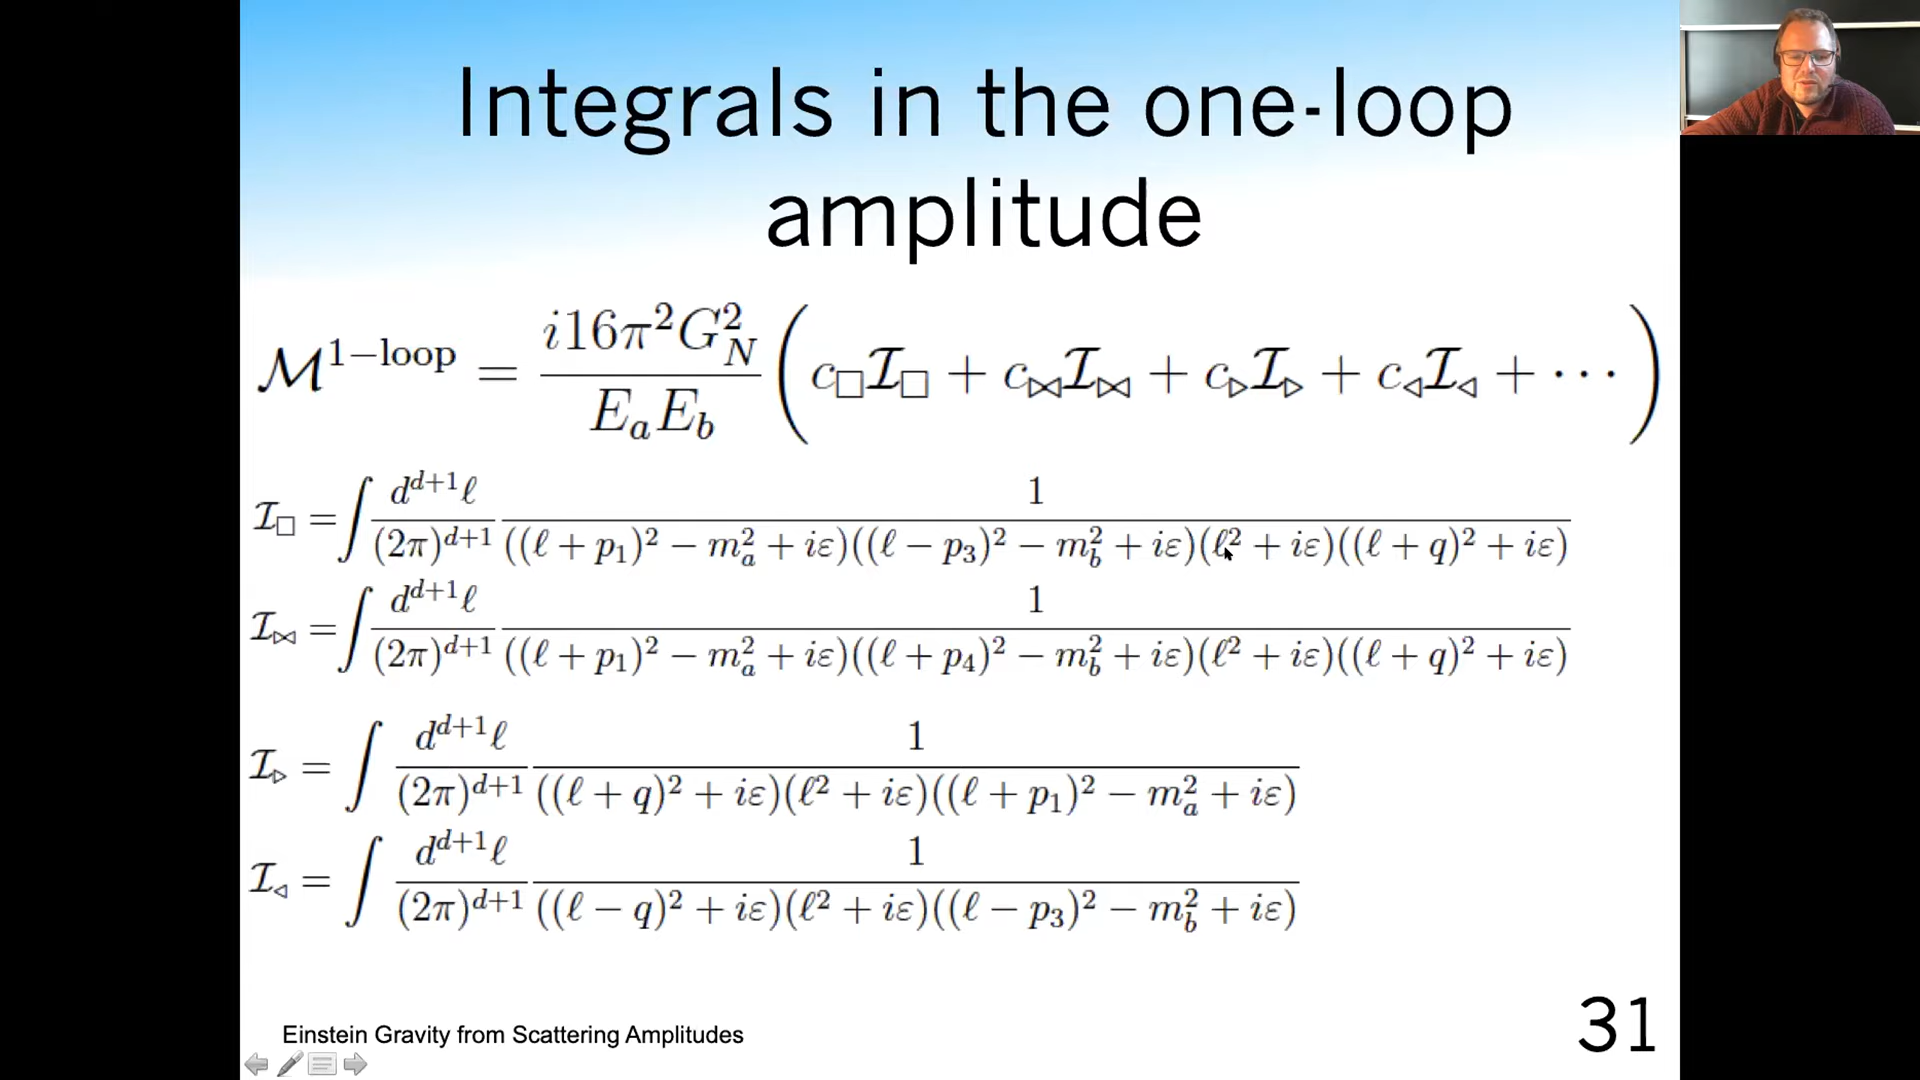 Integrals in the one-loop
amplitude
$\mathcal{M}^{1-\text{loop}} = \frac{i16\pi^2 G_N^2}{E_a E_b} \left( c_\square \mathcal{I}_\square + c_{\bowtie} \mathcal{I}_{\bowtie} + c_\triangleright \mathcal{I}_\triangleright + c_\triangleleft \mathcal{I}_\triangleleft + \cdots \right)$
$\mathcal{I}_\square = \int \frac{d^{d+1}\ell}{(2\pi)^{d+1}} \frac{1}{((\ell + p_1)^2 - m_a^2 + i\varepsilon)((\ell - p_3)^2 - m_b^2 + i\varepsilon)(\ell^2 + i\varepsilon)((\ell + q)^2 + i\varepsilon)}$
$\mathcal{I}_{\bowtie} = \int \frac{d^{d+1}\ell}{(2\pi)^{d+1}} \frac{1}{((\ell + p_1)^2 - m_a^2 + i\varepsilon)((\ell + p_4)^2 - m_b^2 + i\varepsilon)(\ell^2 + i\varepsilon)((\ell + q)^2 + i\varepsilon)}$
$\mathcal{I}_\triangleright = \int \frac{d^{d+1}\ell}{(2\pi)^{d+1}} \frac{1}{((\ell + q)^2 + i\varepsilon)(\ell^2 + i\varepsilon)((\ell + p_1)^2 - m_a^2 + i\varepsilon)}$
$\mathcal{I}_\triangleleft = \int \frac{d^{d+1}\ell}{(2\pi)^{d+1}} \frac{1}{((\ell - q)^2 + i\varepsilon)(\ell^2 + i\varepsilon)((\ell - p_3)^2 - m_b^2 + i\varepsilon)}$
Einstein Gravity from Scattering Amplitudes
31